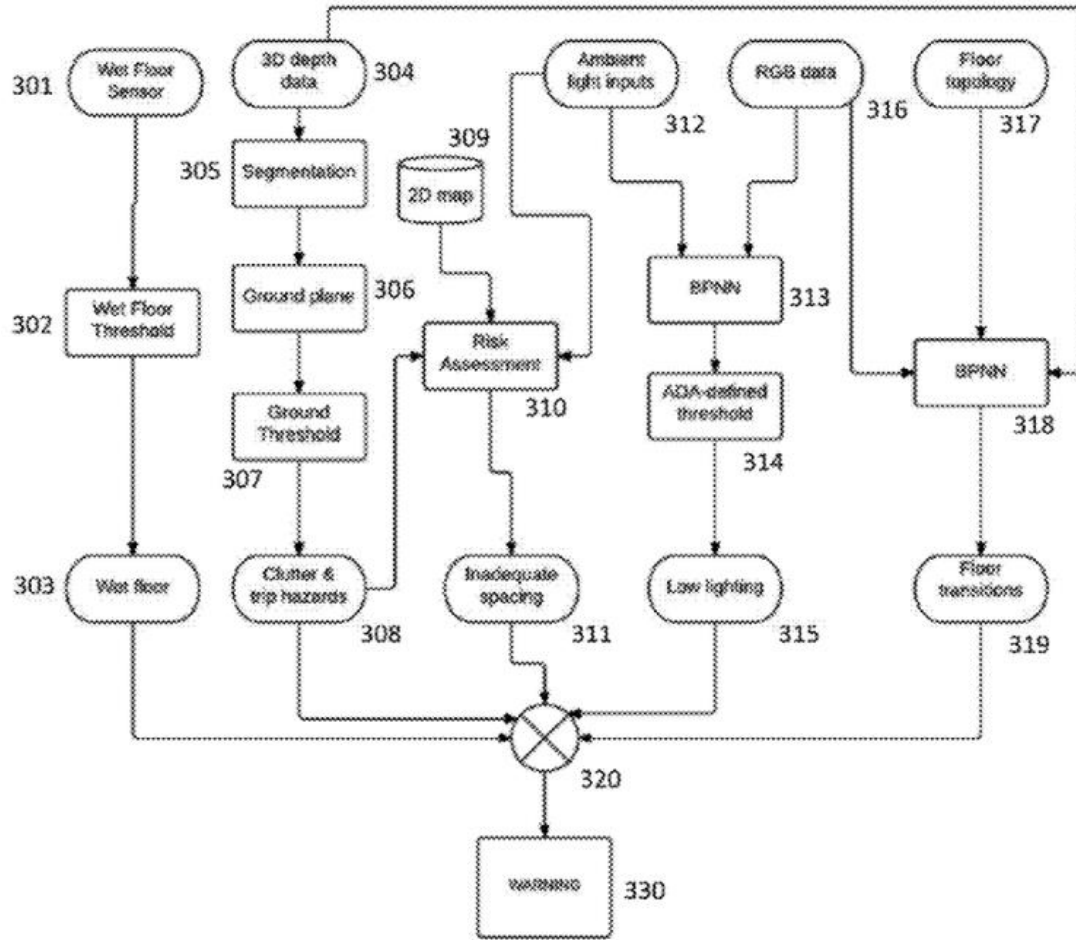 301
Wet Floor
Sensor
3D depth
data
304
Ambient
light inputs
312
RGB data
316
Floor
topology
317
305
Segmentation
309
2D map
306
Ground plane
302
Wet Floor
Threshold
Risk
Assessment
310
BPNN
313
BPNN
318
Ground
Threshold
307
ADA-defined
threshold
314
303
Wet floor
Clutter &
trip hazards
308
Inadequate
spacing
311
Low lighting
315
Floor
transitions
319
320
WARNING
330